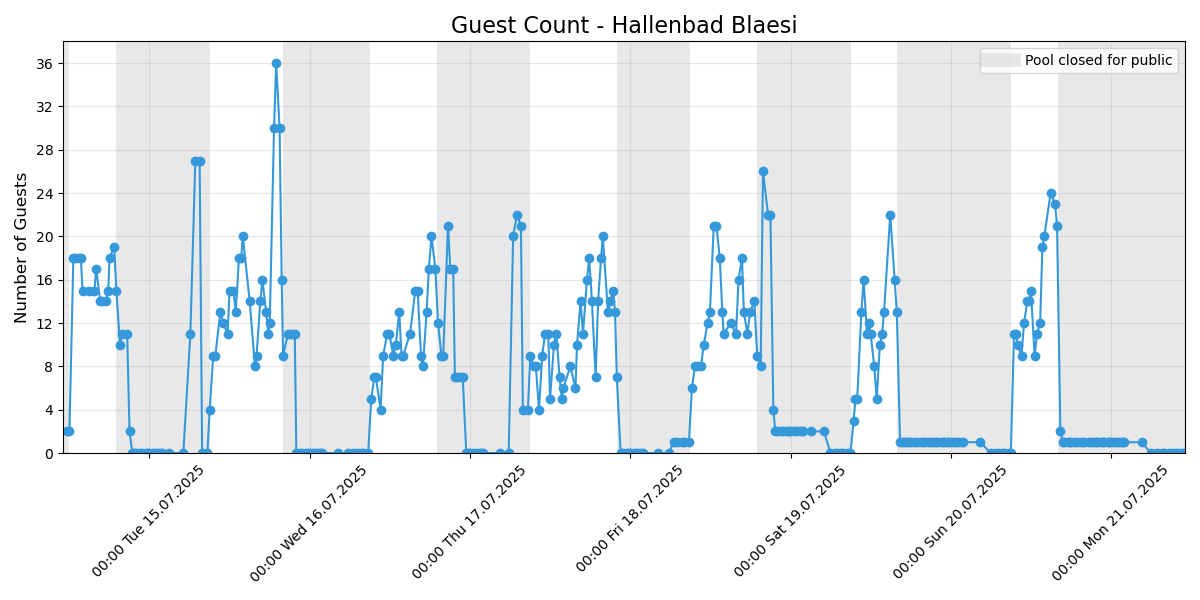 Guest Count - Hallenbad Blaesi
Pool closed for public
Number of Guests
36
32
28
24
20
16
12
8
4
0
00:00 Tue 15.07.2025
00:00 Wed 16.07.2025
00:00 Thu 17.07.2025
00:00 Fri 18.07.2025
00:00 Sat 19.07.2025
00:00 Sun 20.07.2025
00:00 Mon 21.07.2025